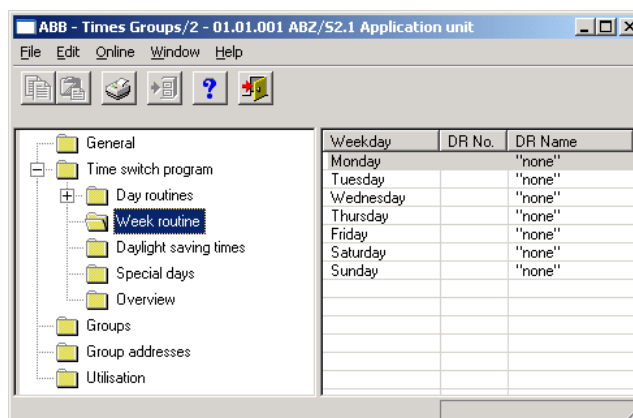 ABB - Times Groups/2 - 01.01.001 ABZ/S2.1 Application unit
File Edit Online Window Help
General
Time switch program
Day routines
Week routine
Daylight saving times
Special days
Overview
Groups
Group addresses
Utilisation
Weekday DR No. DR Name
Monday "none"
Tuesday "none"
Wednesday "none"
Thursday "none"
Friday "none"
Saturday "none"
Sunday "none"